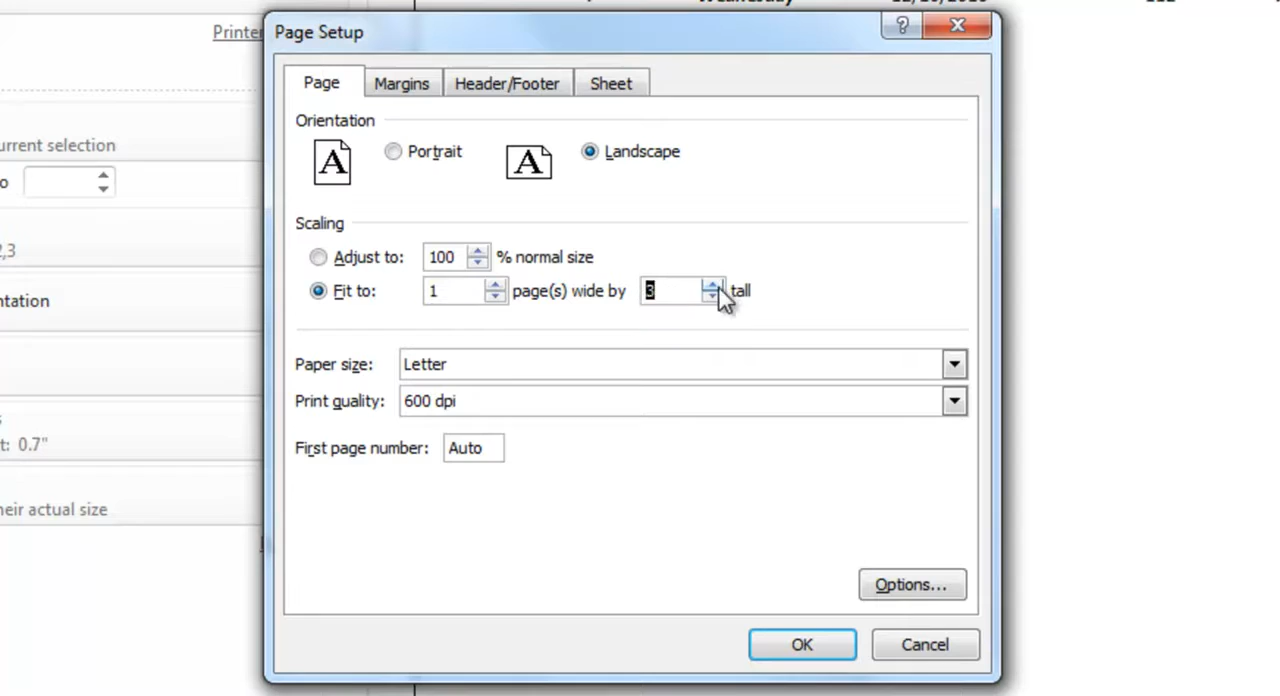 Wednesday
Printer
Page Setup
?
Page
Margins
Header/Footer
Sheet
Orientation
A
Portrait
A
Landscape
urrent selection
o
Scaling
Adjust to:
100
% normal size
2,3
Fit to:
1
page(s) wide by
3
tall
ntation
Paper size:
Letter
Print quality:
600 dpi
t: 0.7"
First page number:
Auto
heir actual size
Options...
OK
Cancel